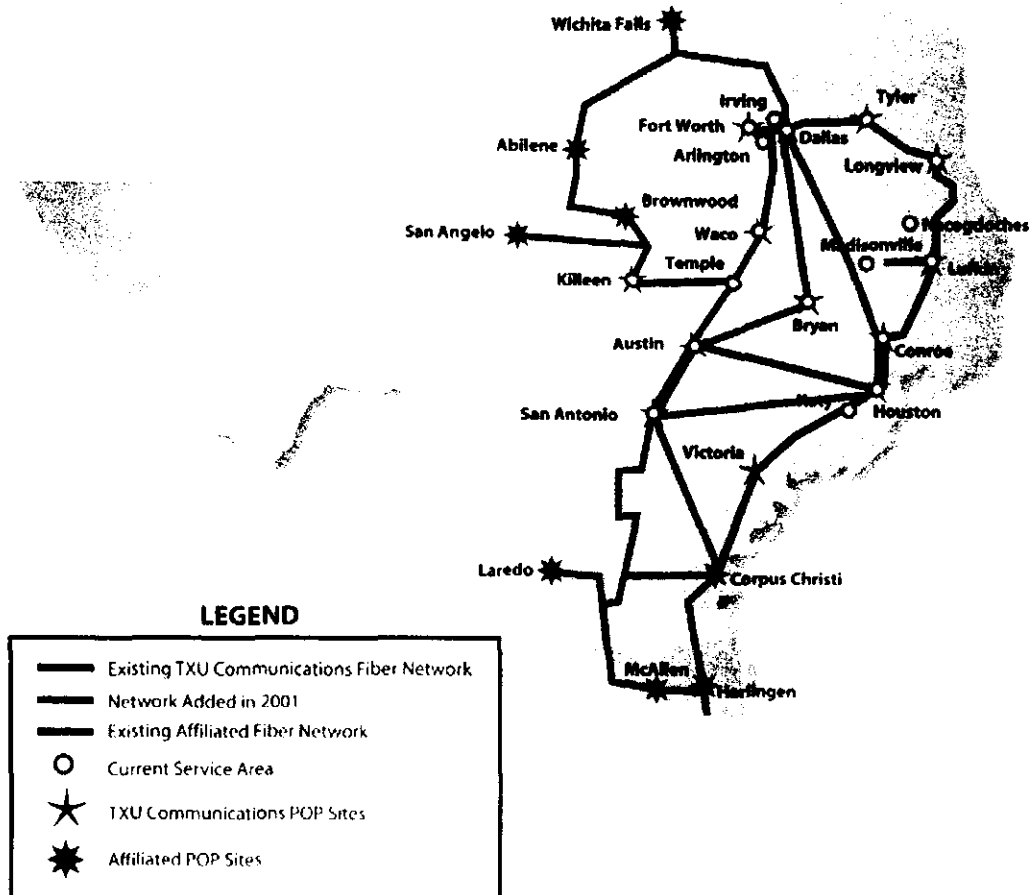 Wichita Falls
Irving
Tyler
Fort Worth
Dallas
Abilene
Arlington
Longview
Brownwood
Nacogdoches
San Angelo
Waco
Madisonville
Temple
Lufkin
Killeen
Bryan
Austin
Conroe
Katy
San Antonio
Houston
Victoria
Laredo
Corpus Christi
McAllen
Harlingen
LEGEND
Existing TXU Communications Fiber Network
Network Added in 2001
Existing Affiliated Fiber Network
Current Service Area
TXU Communications POP Sites
Affiliated POP Sites